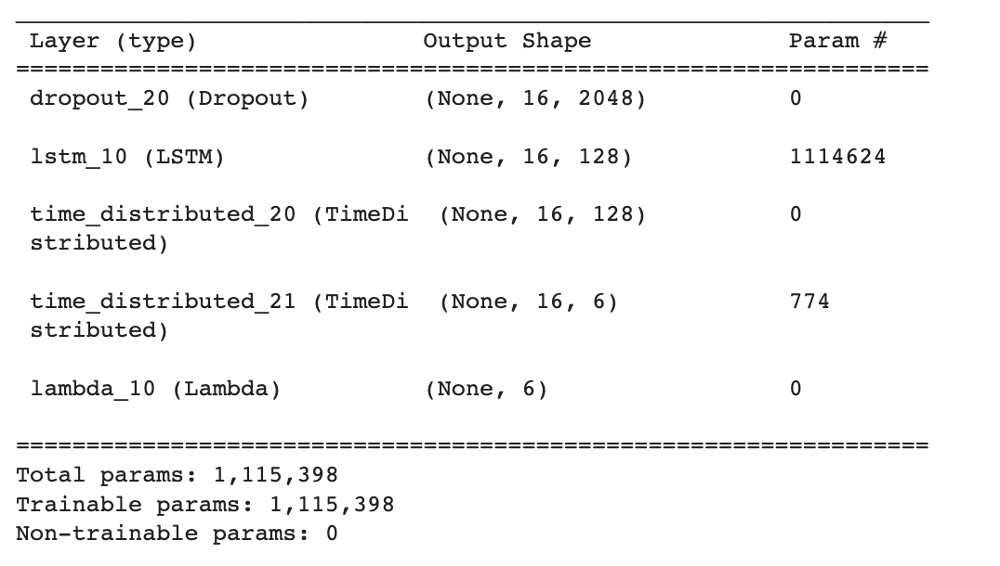 Layer (type) Output Shape Param #
dropout_20 (Dropout) (None, 16, 2048) 0
lstm_10 (LSTM) (None, 16, 128) 1114624
time_distributed_20 (TimeDi (None, 16, 128) 0
stributed)
time_distributed_21 (TimeDi (None, 16, 6) 774
stributed)
lambda_10 (Lambda) (None, 6) 0
Total params: 1,115,398
Trainable params: 1,115,398
Non-trainable params: 0